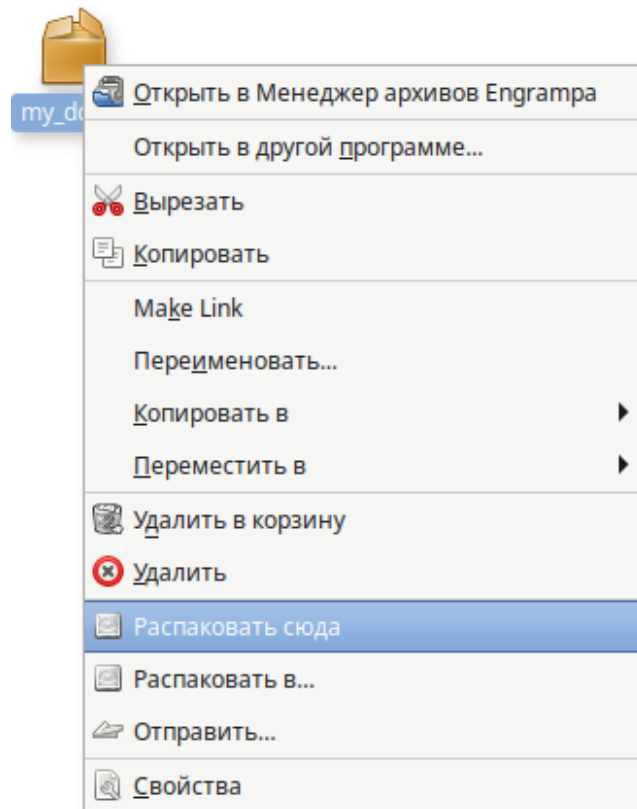 Открыть в Менеджер архивов Engrampa
my_do
Открыть в другой программе...
Вырезать
Копировать
Make Link
Переименовать...
Копировать в
Переместить в
Удалить в корзину
Удалить
Распаковать сюда
Распаковать в...
Отправить...
Свойства